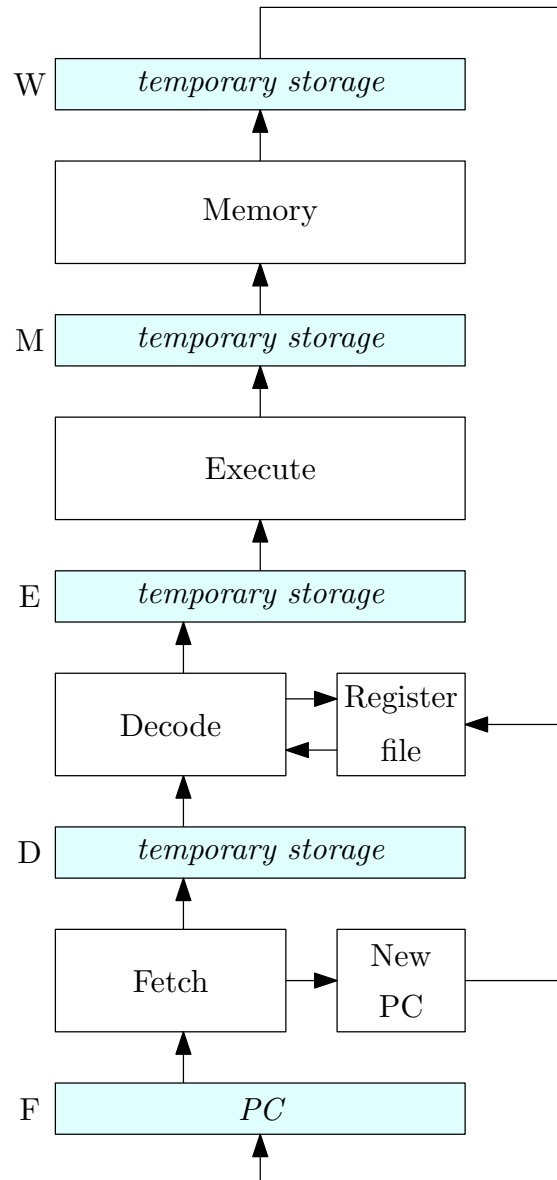 W temporary storage
Memory
M temporary storage
Execute
E temporary storage
Decode
Register
file
D temporary storage
Fetch
New
PC
F PC